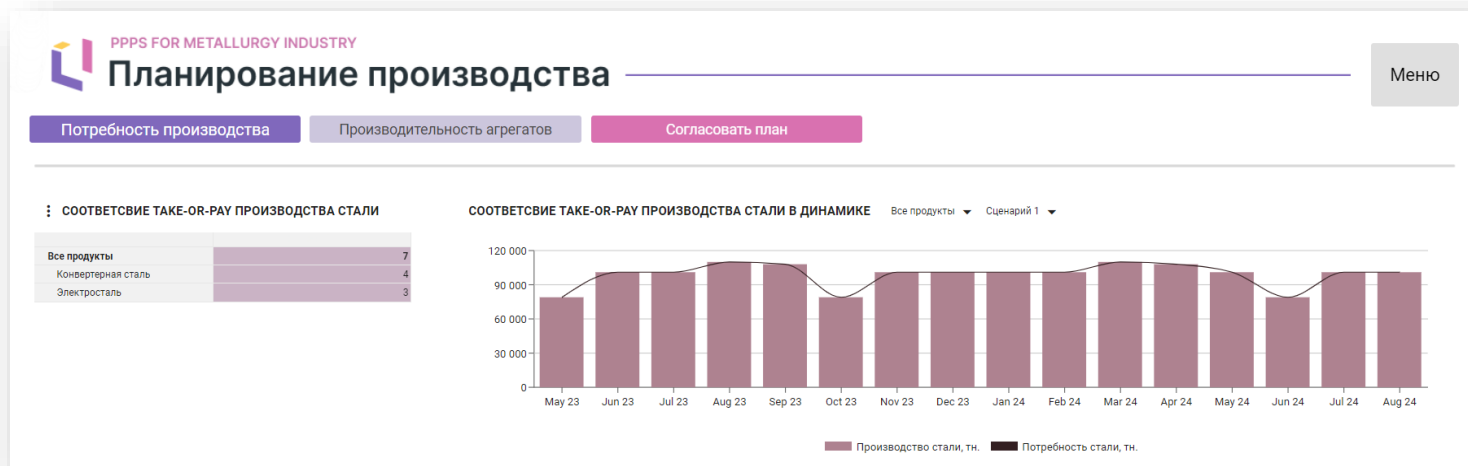 PPPS FOR METALLURGY INDUSTRY
Планирование производства
Меню
Потребность производства
Производительность агрегатов
Согласовать план
СООТВЕТСВИЕ TAKE-OR-PAY ПРОИЗВОДСТВА СТАЛИ
Все продукты 7
Конвертерная сталь 4
Электросталь 3
СООТВЕТСВИЕ TAKE-OR-PAY ПРОИЗВОДСТВА СТАЛИ В ДИНАМИКЕ Все продукты Сценарий 1
120 000
90 000
60 000
30 000
0
May 23 Jun 23 Jul 23 Aug 23 Sep 23 Oct 23 Nov 23 Dec 23 Jan 24 Feb 24 Mar 24 Apr 24 May 24 Jun 24 Jul 24 Aug 24
Производство стали, тн. Потребность стали, тн.